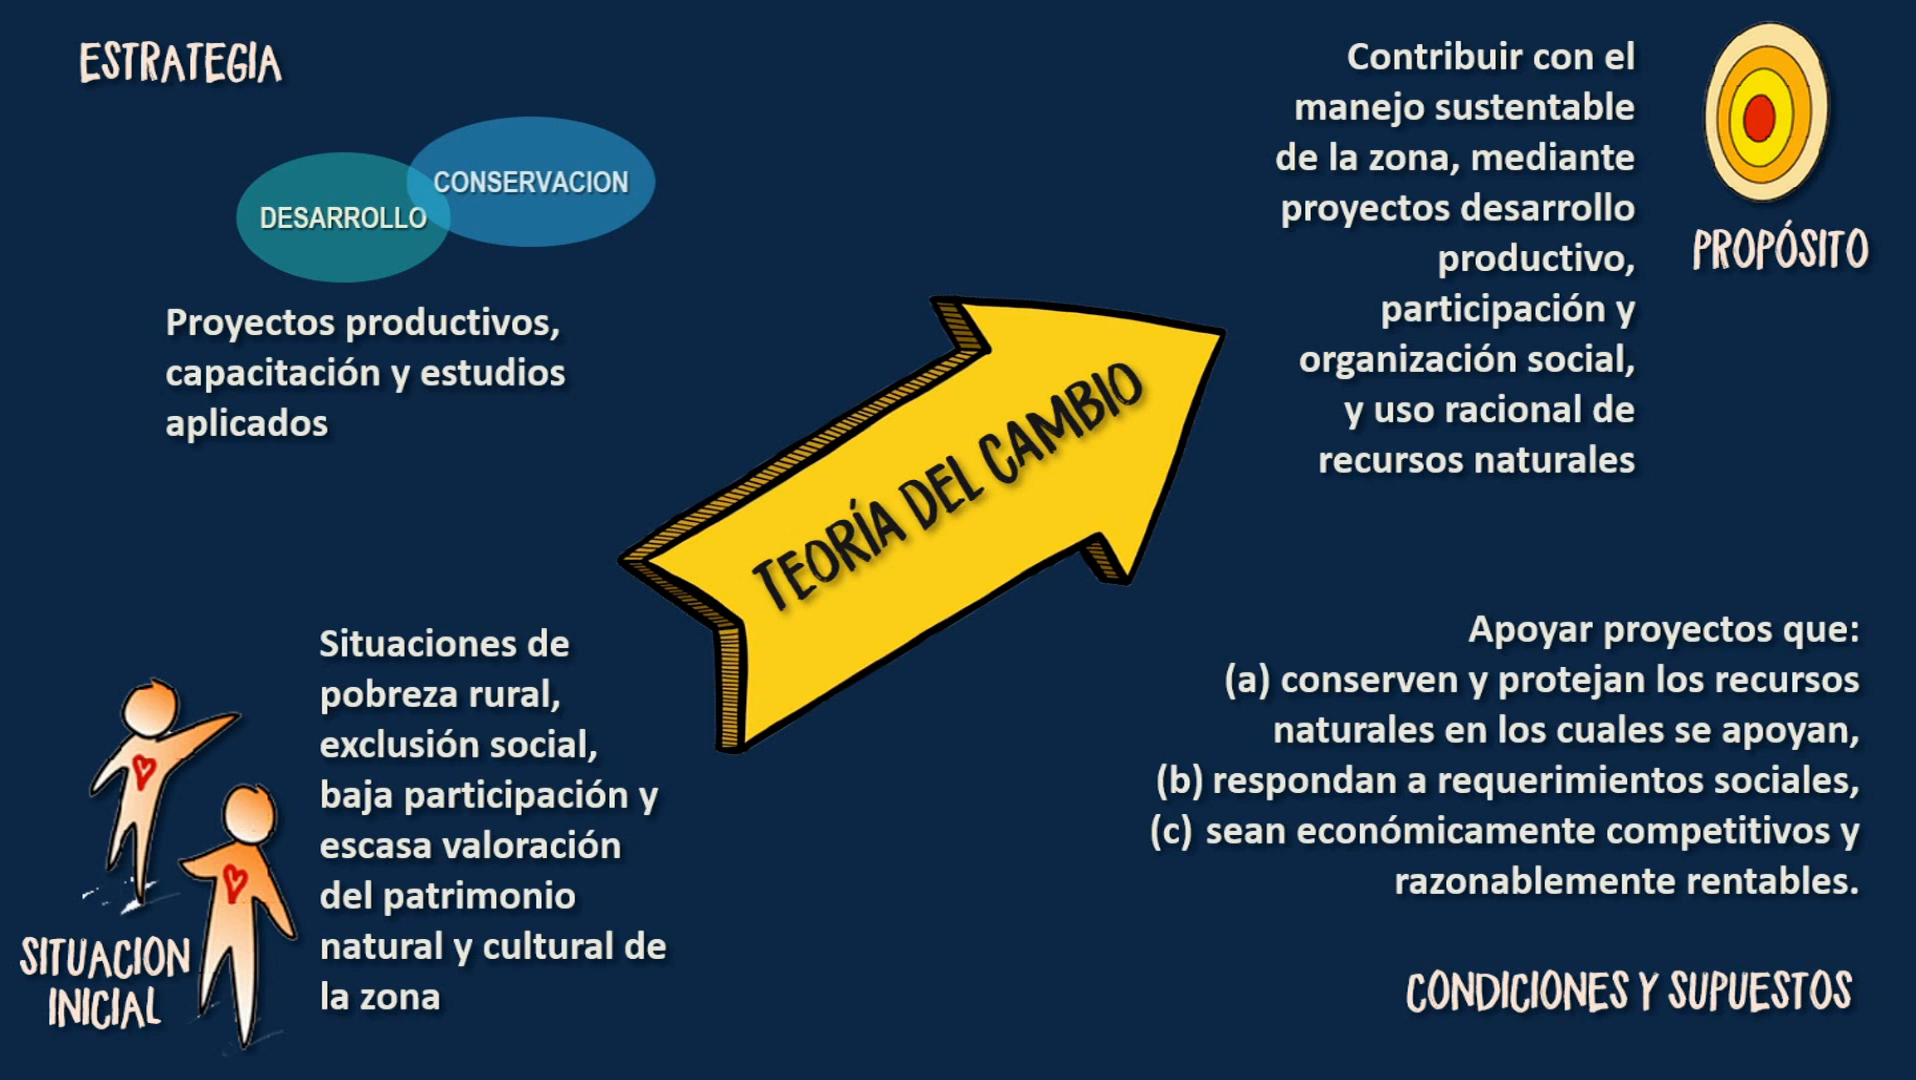 ESTRATEGIA
CONSERVACION
DESARROLLO
Proyectos productivos,
capacitación y estudios
aplicados
Contribuir con el
manejo sustentable
de la zona, mediante
proyectos desarrollo
productivo,
participación y
organización social,
y uso racional de
recursos naturales
PROPÓSITO
TEORÍA DEL CAMBIO
Situaciones de
pobreza rural,
exclusión social,
baja participación y
escasa valoración
del patrimonio
natural y cultural de
la zona
SITUACION
INICIAL
Apoyar proyectos que:
(a) conserven y protejan los recursos
naturales en los cuales se apoyan,
(b) respondan a requerimientos sociales,
(c) sean económicamente competitivos y
razonablemente rentables.
CONDICIONES Y SUPUESTOS